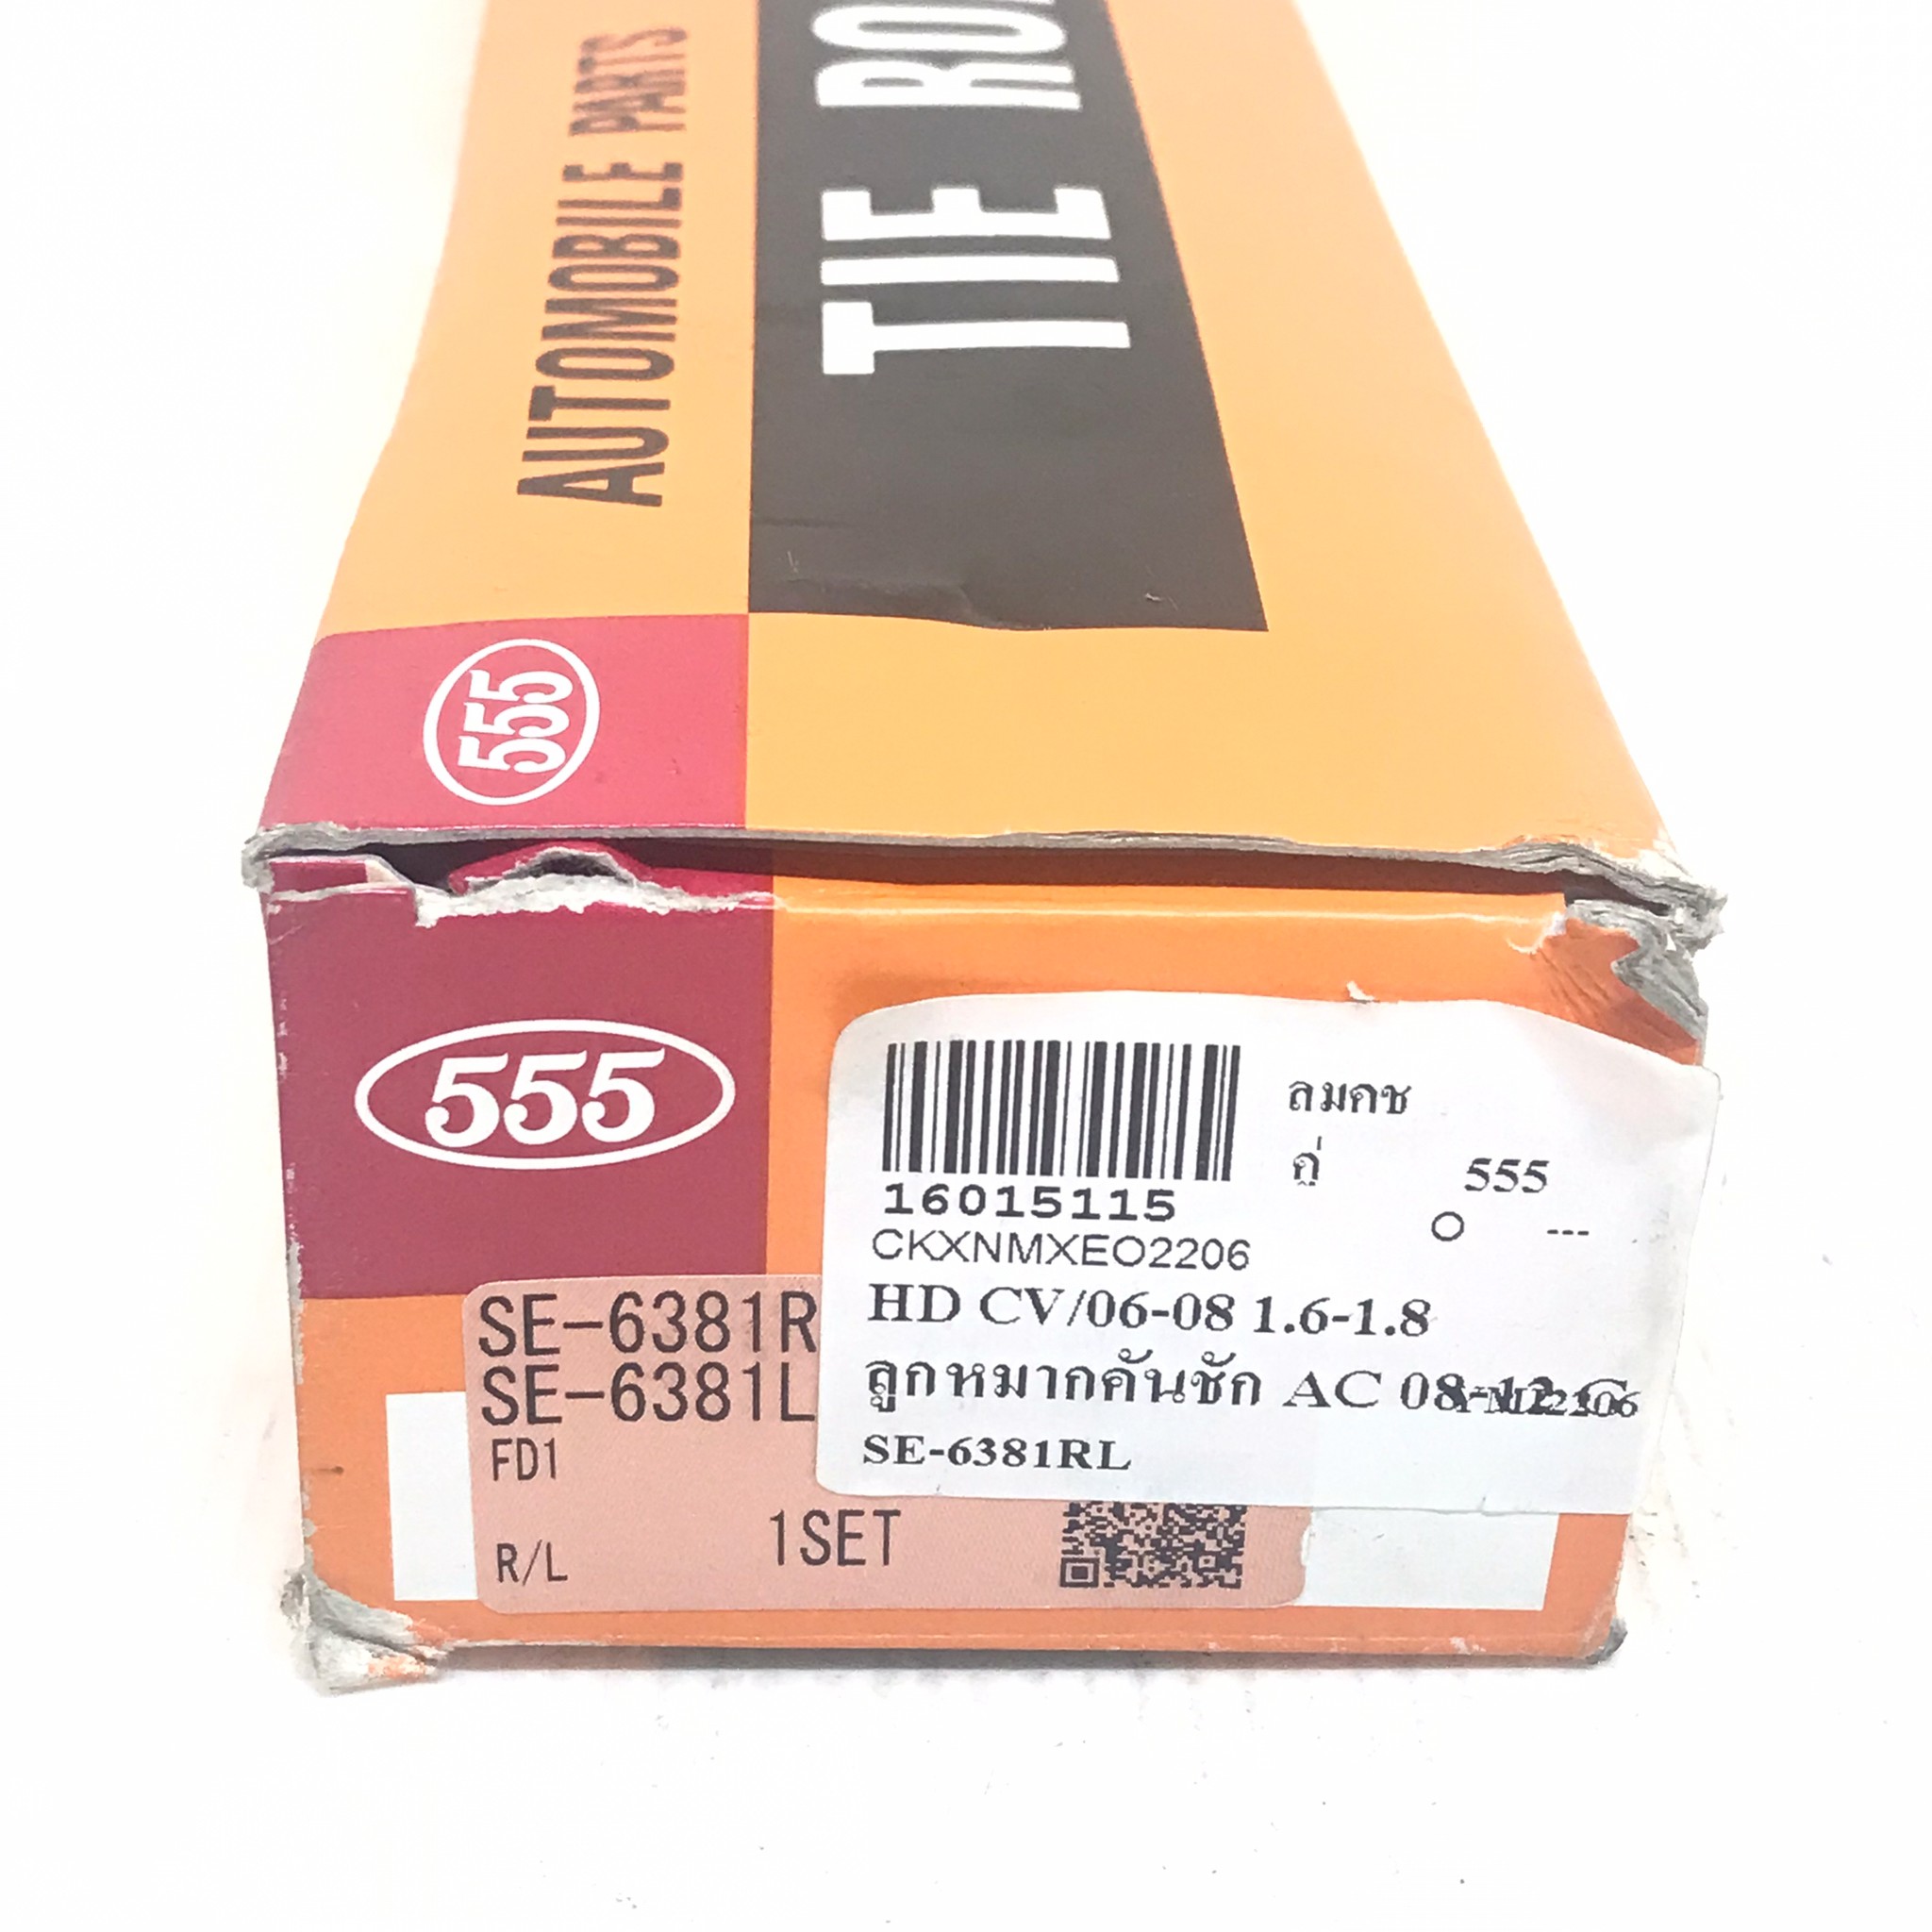 AUTOMOBILE PARTS
TIE
555
555
16015115
CKXNMXEO2206
ลมคช
คู่ 555
O ---
HD CV/06-08 1.6-1.8
ลูกหมากคันชัก AC 08-12
SE-6381RL
SE-6381R
SE-6381L
FD1
R/L 1SET